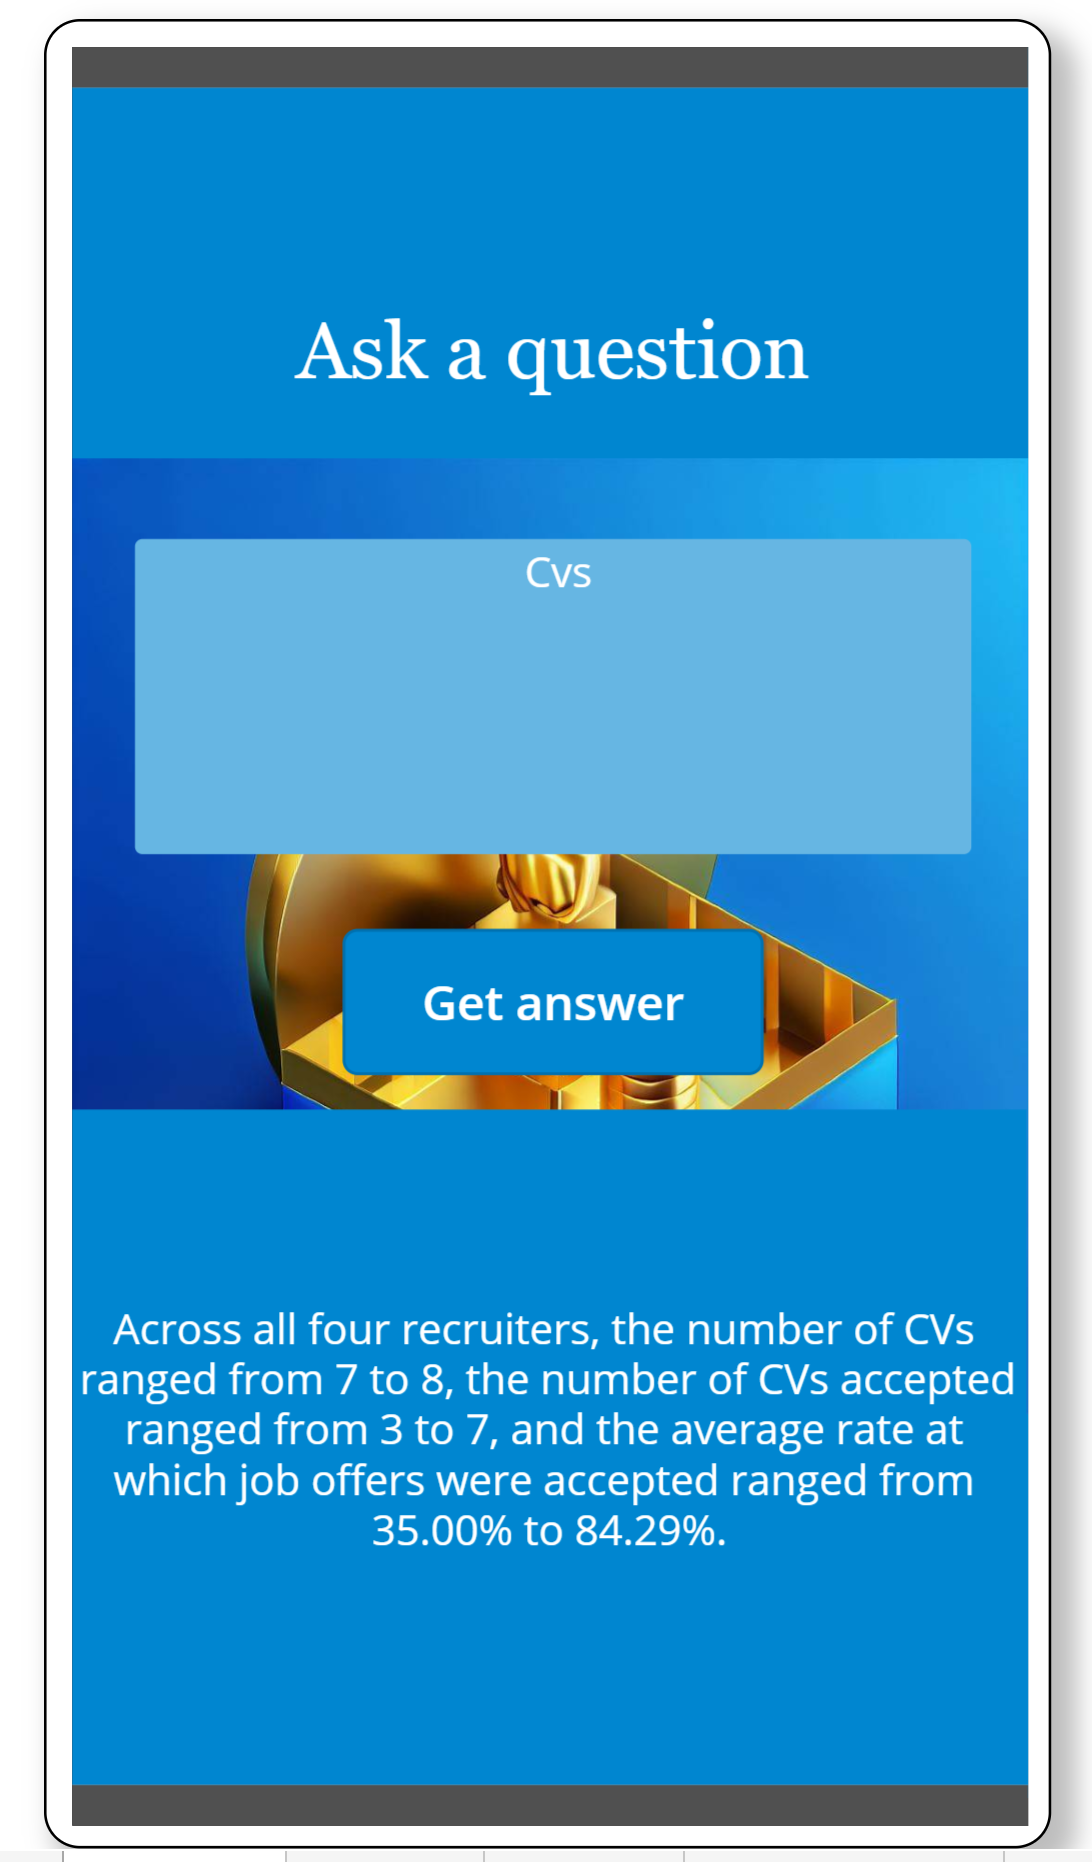 Ask a question
Cvs
Get answer
Across all four recruiters, the number of CVs
ranged from 7 to 8, the number of CVs accepted
ranged from 3 to 7, and the average rate at
which job offers were accepted ranged from
35.00% to 84.29%.